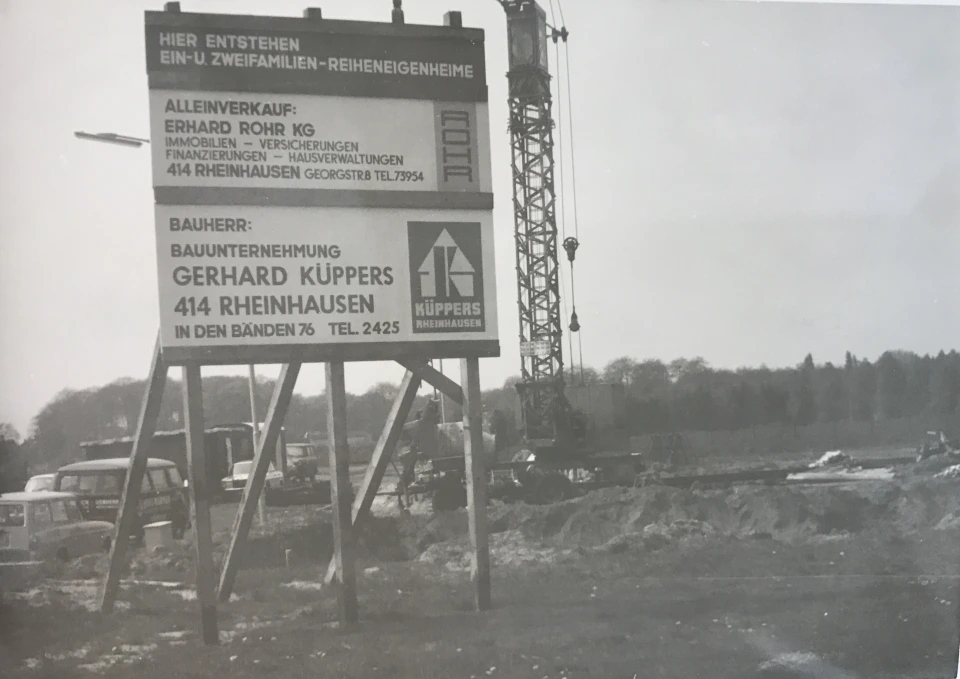 HIER ENTSTEHEN
EIN-U. ZWEIFAMILIEN-REIHENEIGENHEIME
ALLEINVERKAUF:
ERHARD ROHR KG
IMMOBILIEN – VERSICHERUNGEN
FINANZIERUNGEN – HAUSVERWALTUNGEN
414 RHEINHAUSEN GEORGSTR.8 TEL.73954
ROHR
BAUHERR:
BAUUNTERNEHMUNG
GERHARD KÜPPERS
414 RHEINHAUSEN
IN DEN BÄNDEN 76 TEL. 2425
KÜPPERS
RHEINHAUSEN